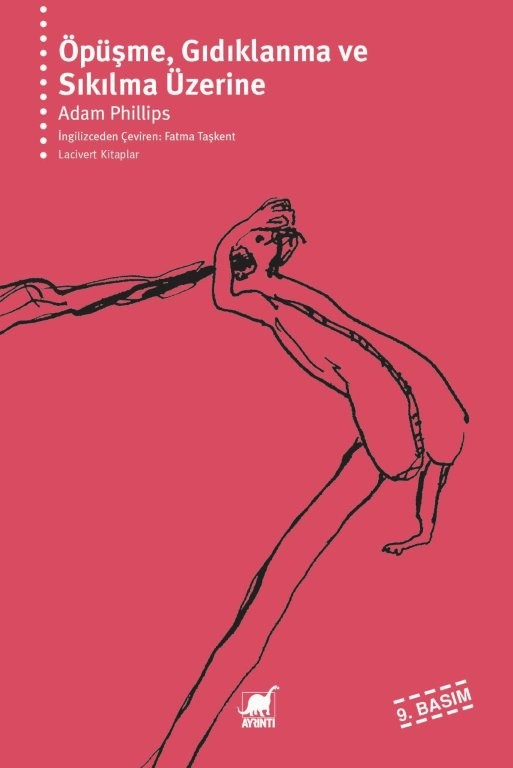 Öpüşme, Gıdıklanma ve
Sıkılma Üzerine
Adam Phillips
İngilizceden Çeviren: Fatma Taşkent
Lacivert Kitaplar
AYRINTI
9. BASIM